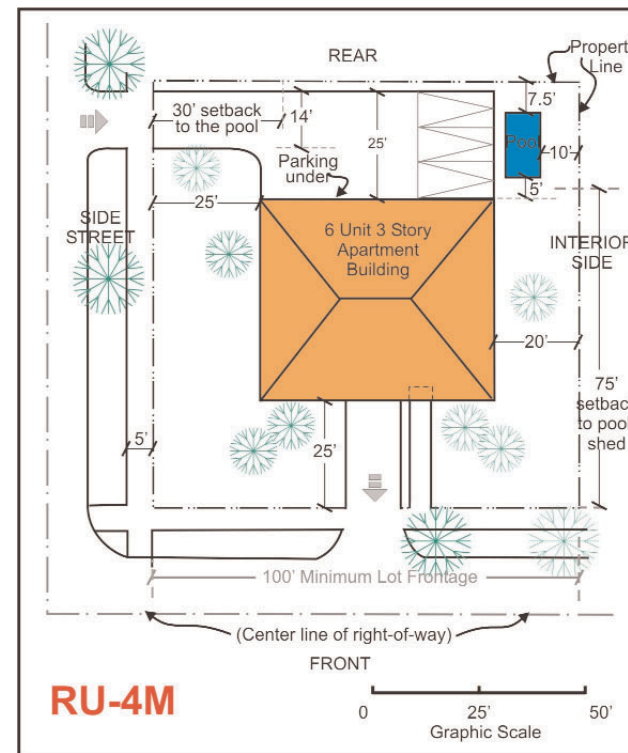 REAR
Propert
Line
7.5'
30' setback
to the pool
14'
25'
Pool
10'
Parking
under
5'
25'
SIDE
STREET
6 Unit 3 Story
Apartment
Building
INTERIOR
SIDE
20'
75'
setback
to pool
shed
5'
25'
100' Minimum Lot Frontage
(Center line of right-of-way)
FRONT
RU-4M
0 25' 50'
Graphic Scale